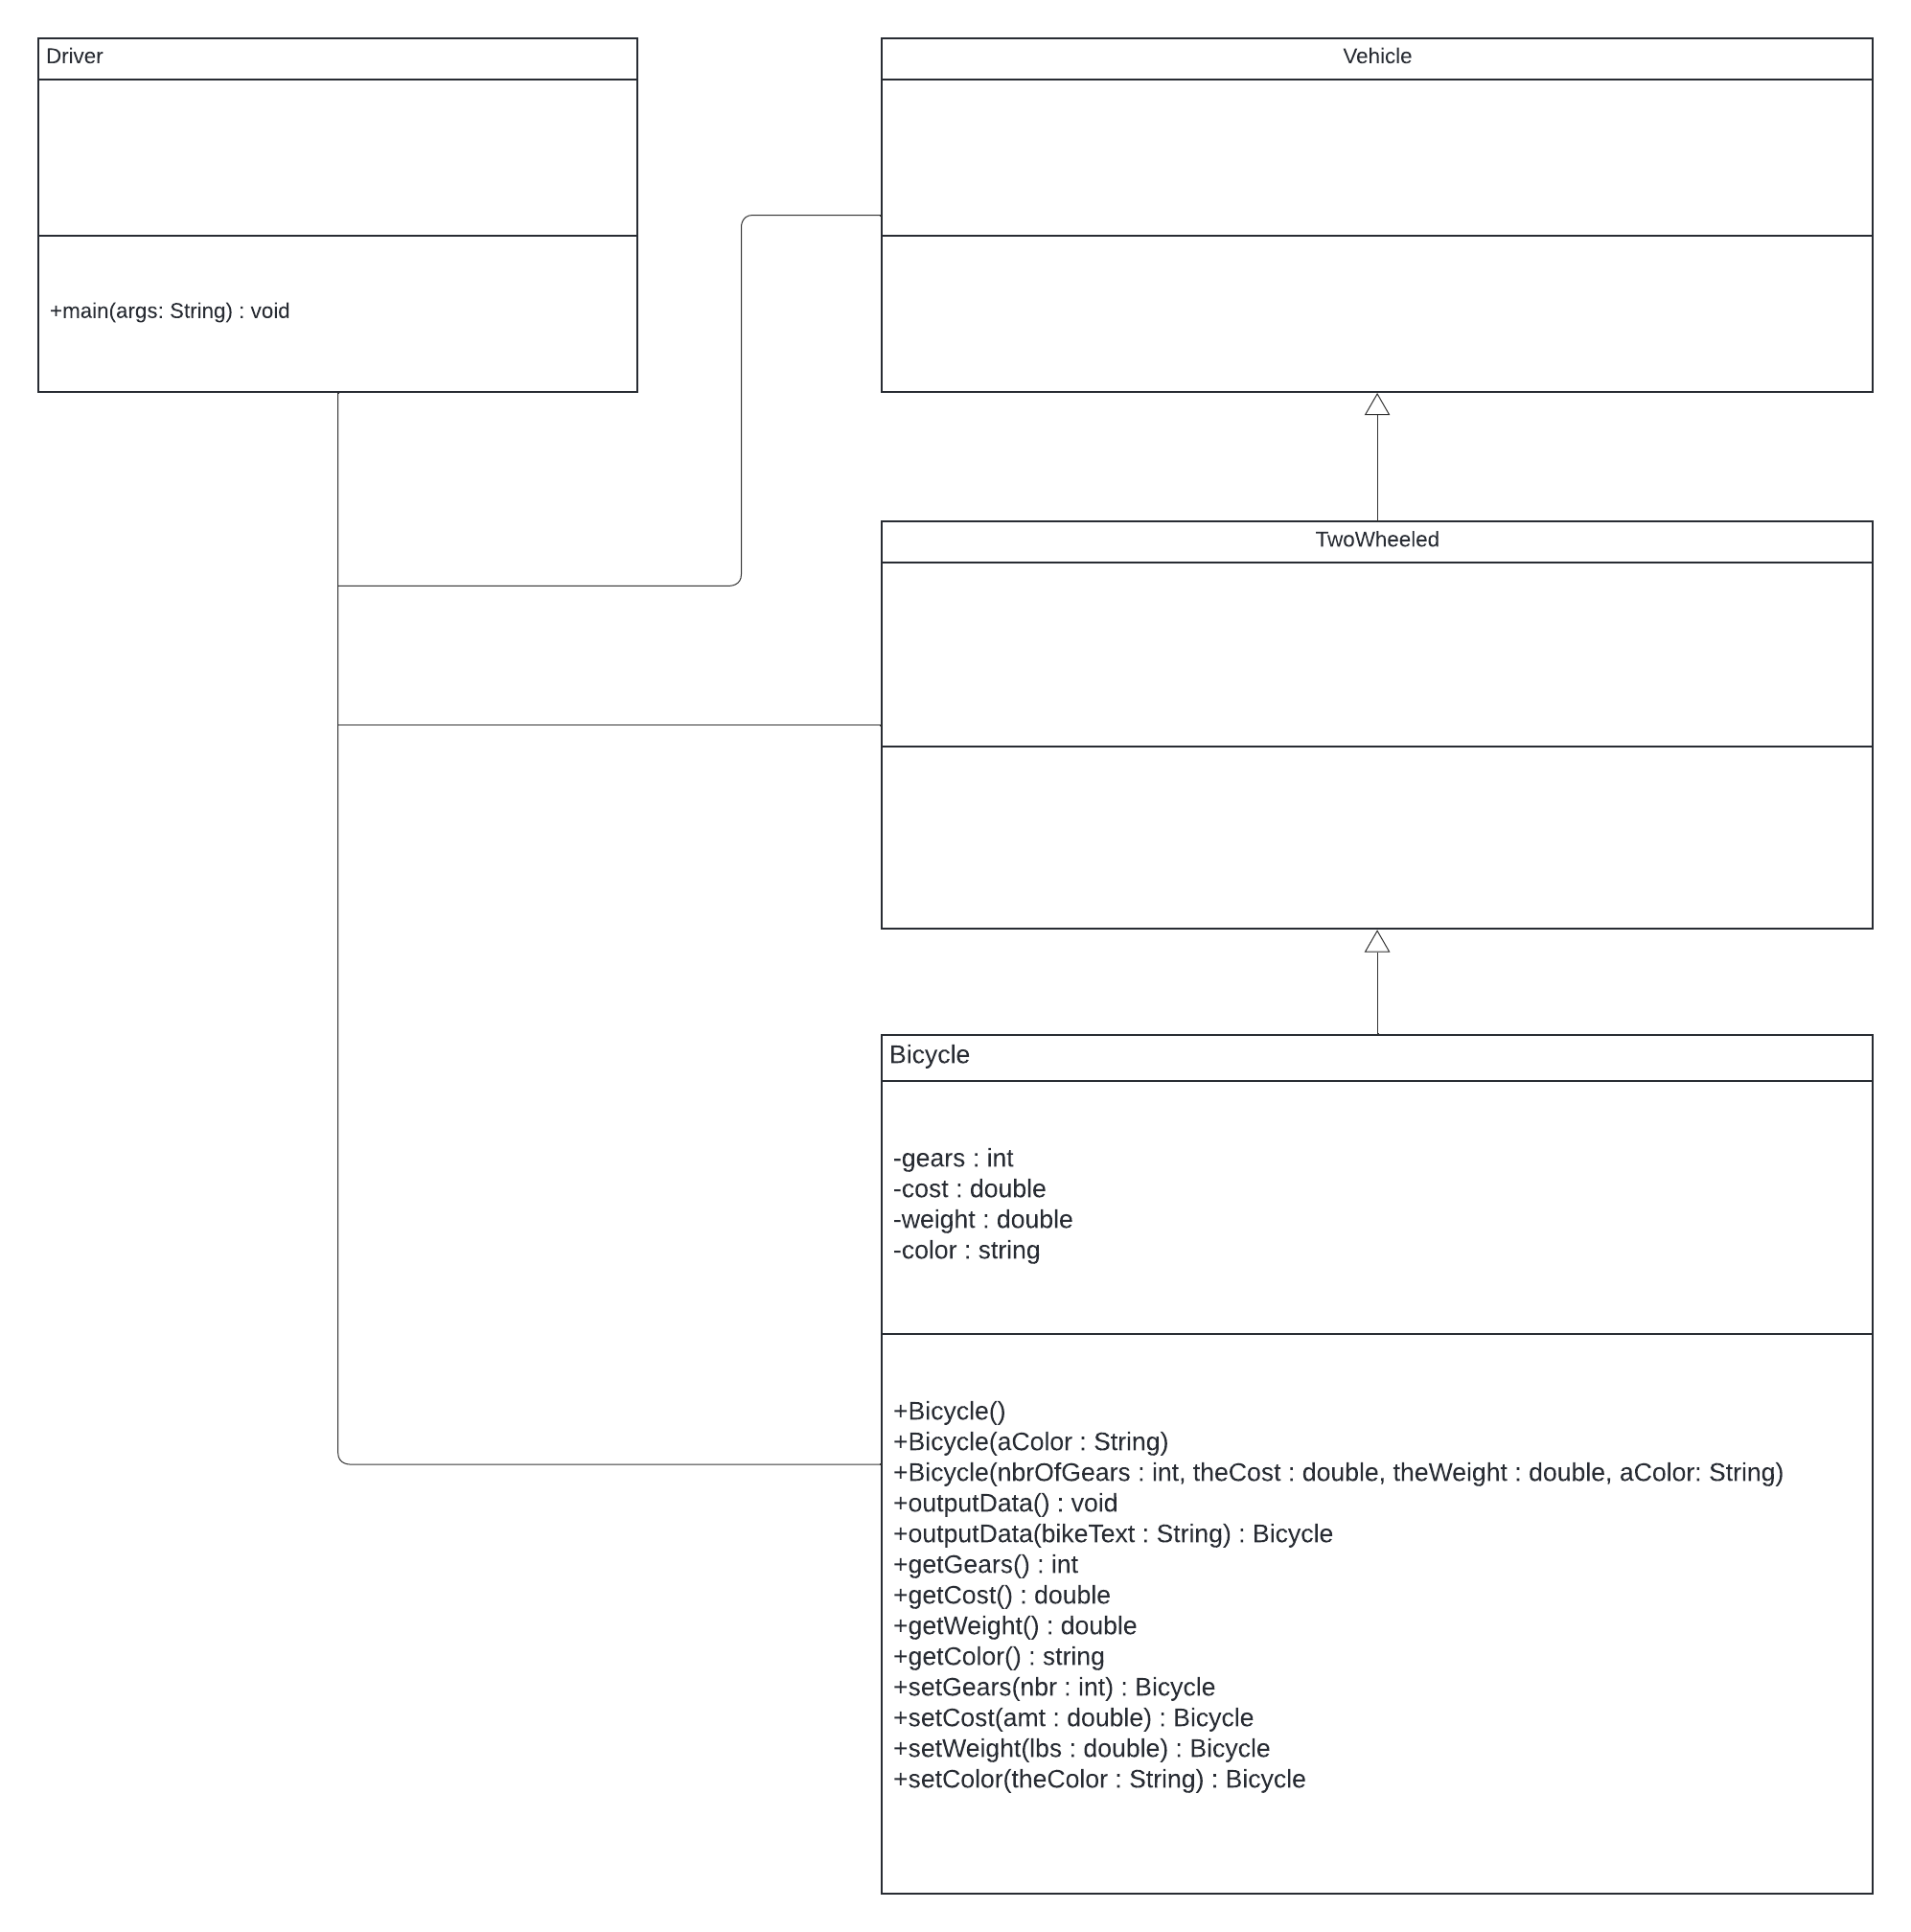 Driver
+main(args: String) : void
Vehicle
TwoWheeled
Bicycle
-gears : int
-cost : double
-weight : double
-color : string
+Bicycle()
+Bicycle(aColor : String)
+Bicycle(nbrOfGears : int, theCost : double, theWeight : double, aColor: String)
+outputData() : void
+outputData(bikeText : String) : Bicycle
+getGears() : int
+getCost() : double
+getWeight() : double
+getColor() : string
+setGears(nbr : int) : Bicycle
+setCost(amt : double) : Bicycle
+setWeight(lbs : double) : Bicycle
+setColor(theColor : String) : Bicycle